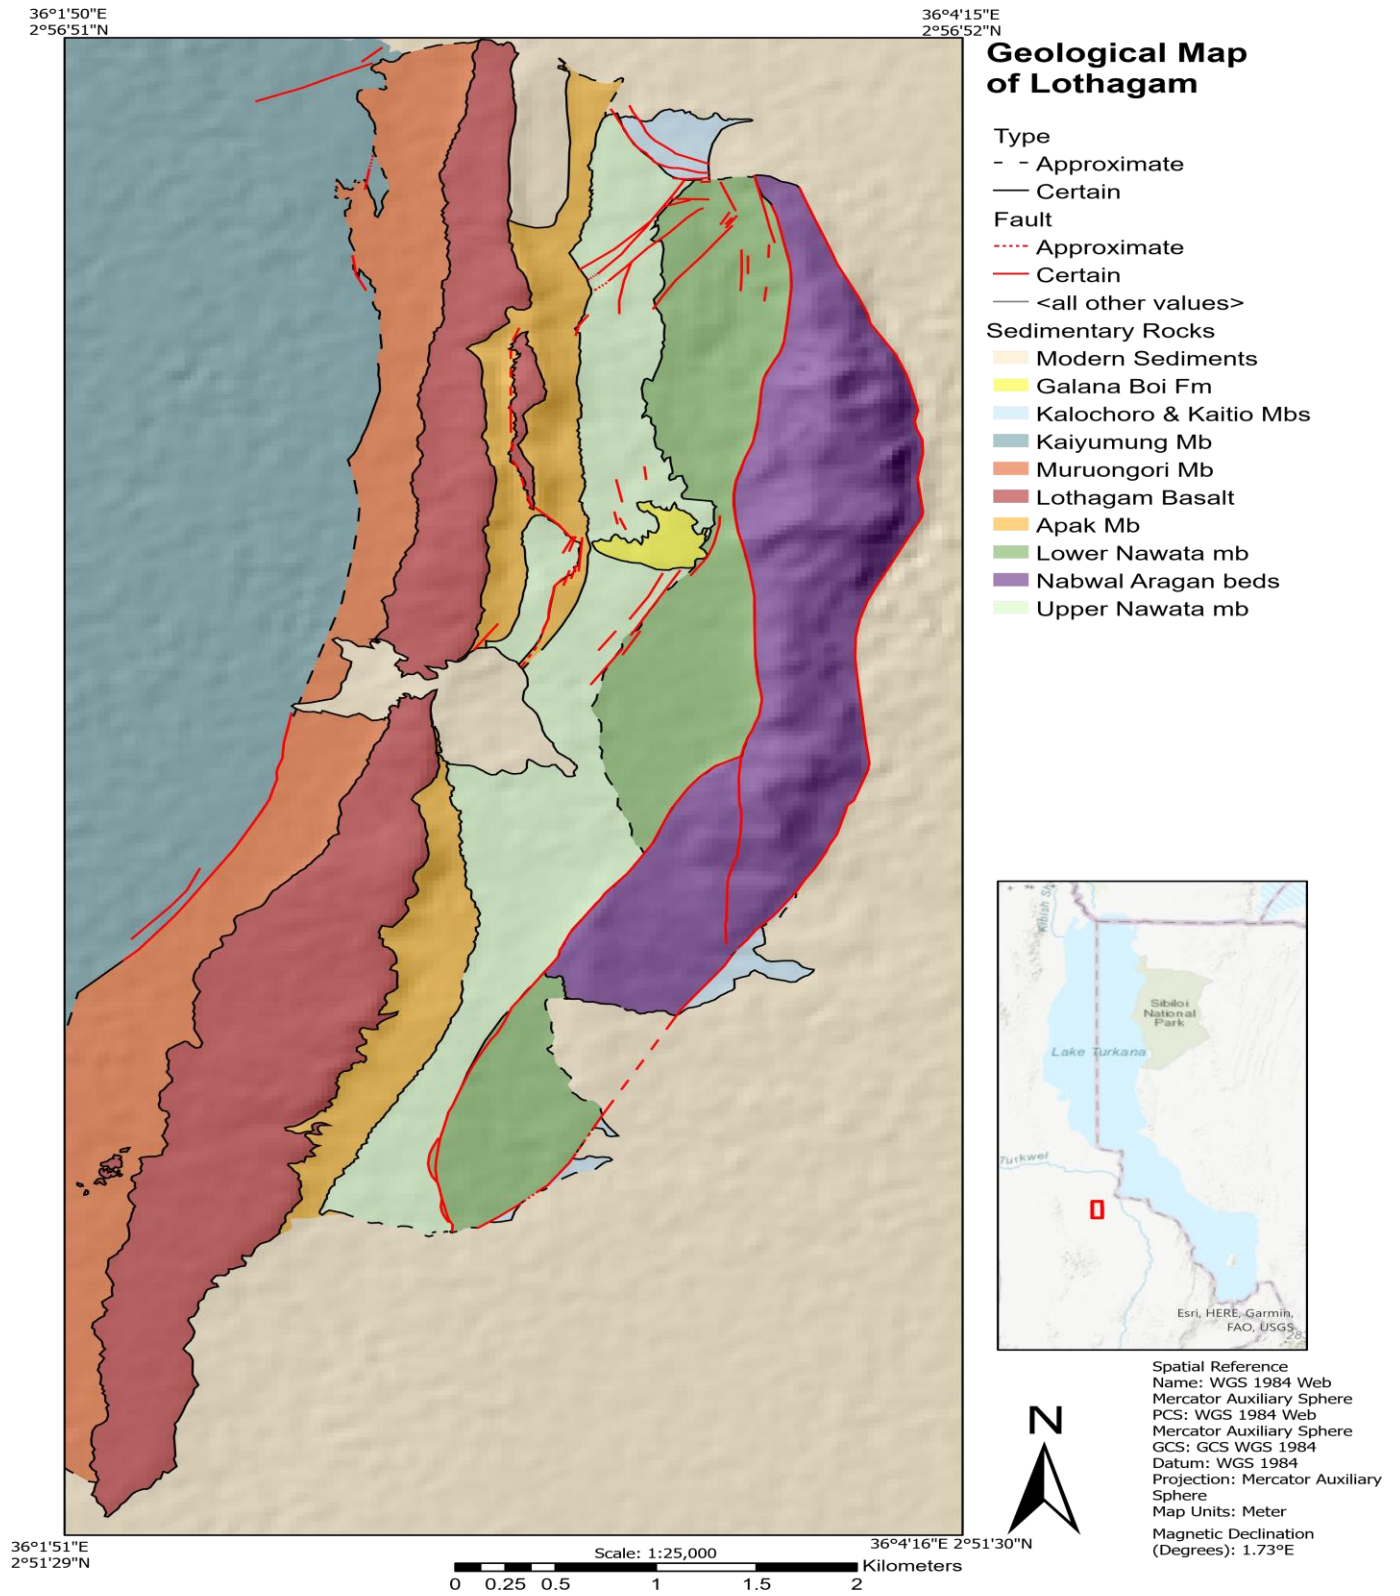 36°1'50"E
2°56'51"N
36°4'15"E
2°56'52"N
Geological Map
of Lothagam
Type
Approximate
Certain
Fault
Approximate
Certain
<all other values>
Sedimentary Rocks
Modern Sediments
Galana Boi Fm
Kalochoro & Kaitio Mbs
Kaiyumung Mb
Muruongori Mb
Lothagam Basalt
Apak Mb
Lower Nawata mb
Nabwal Aragan beds
Upper Nawata mb
Sibiloi
National
Park
Lake Turkana
Turkwel
Esri, HERE, Garmin,
FAO, USGS
28
N
Spatial Reference
Name: WGS 1984 Web
Mercator Auxiliary Sphere
PCS: WGS 1984 Web
Mercator Auxiliary Sphere
GCS: GCS WGS 1984
Datum: WGS 1984
Projection: Mercator Auxiliary
Sphere
Map Units: Meter
Magnetic Declination
(Degrees): 1.73°E
36°1'51"E
2°51'29"N
36°4'16"E 2°51'30"N
Scale: 1:25,000
Kilometers
0 0.25 0.5 1 1.5 2